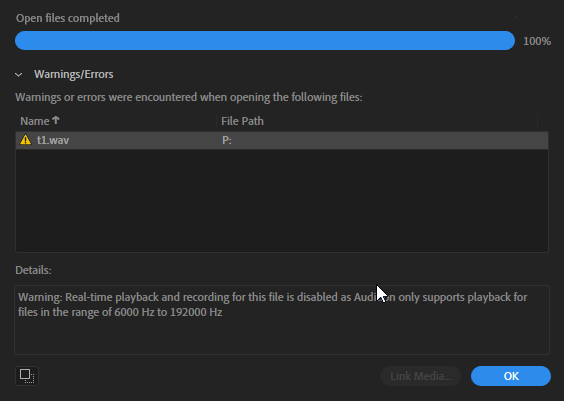 Open files completed
100%
Warnings/Errors
Warnings or errors were encountered when opening the following files:
Name File Path
t1.wav P:
Details:
Warning: Real-time playback and recording for this file is disabled as Audition only supports playback for
files in the range of 6000 Hz to 192000 Hz
Link Media... OK